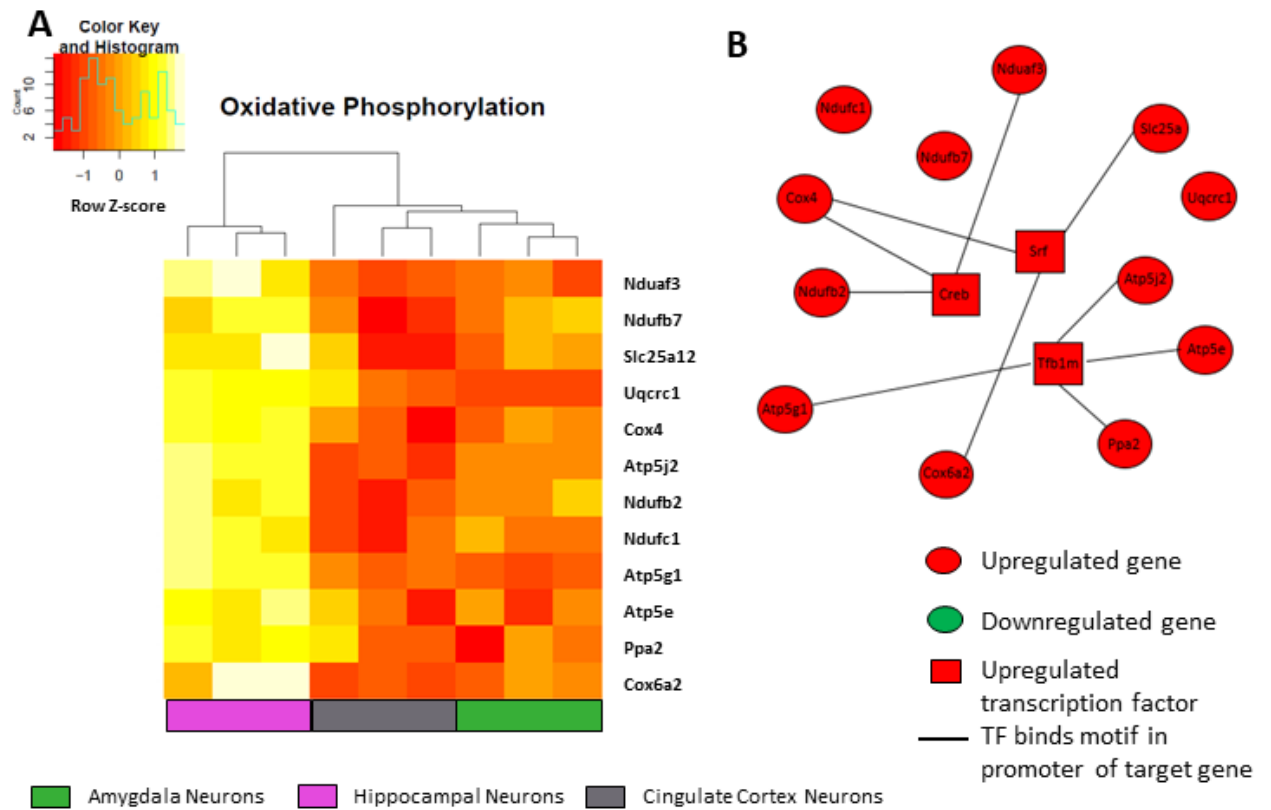 A
Color Key
and Histogram
Count
2 6 10
−1 0 1
Row Z-score
Oxidative Phosphorylation
Nduaf3
Ndufb7
Slc25a12
Uqcrc1
Cox4
Atp5j2
Ndufb2
Ndufc1
Atp5g1
Atp5e
Ppa2
Cox6a2
Amygdala Neurons
Hippocampal Neurons
Cingulate Cortex Neurons
B
Nduaf3
Ndufc1
Slc25a
Ndufb7
Cox4
Uqcrc1
Srf
Atp5j2
Ndufb2
Creb
Atp5e
Tfb1m
Atp5g1
Ppa2
Cox6a2
Upregulated gene
Downregulated gene
Upregulated
transcription factor
TF binds motif in
promoter of target gene